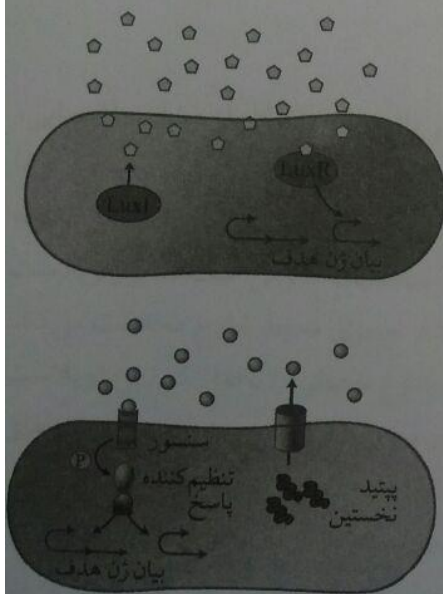 LuxI
LuxR
بیان ژن هدف
سنسور
P
تنظیم کننده
پاسخ
پپتید
نخستین
بیان ژن هدف